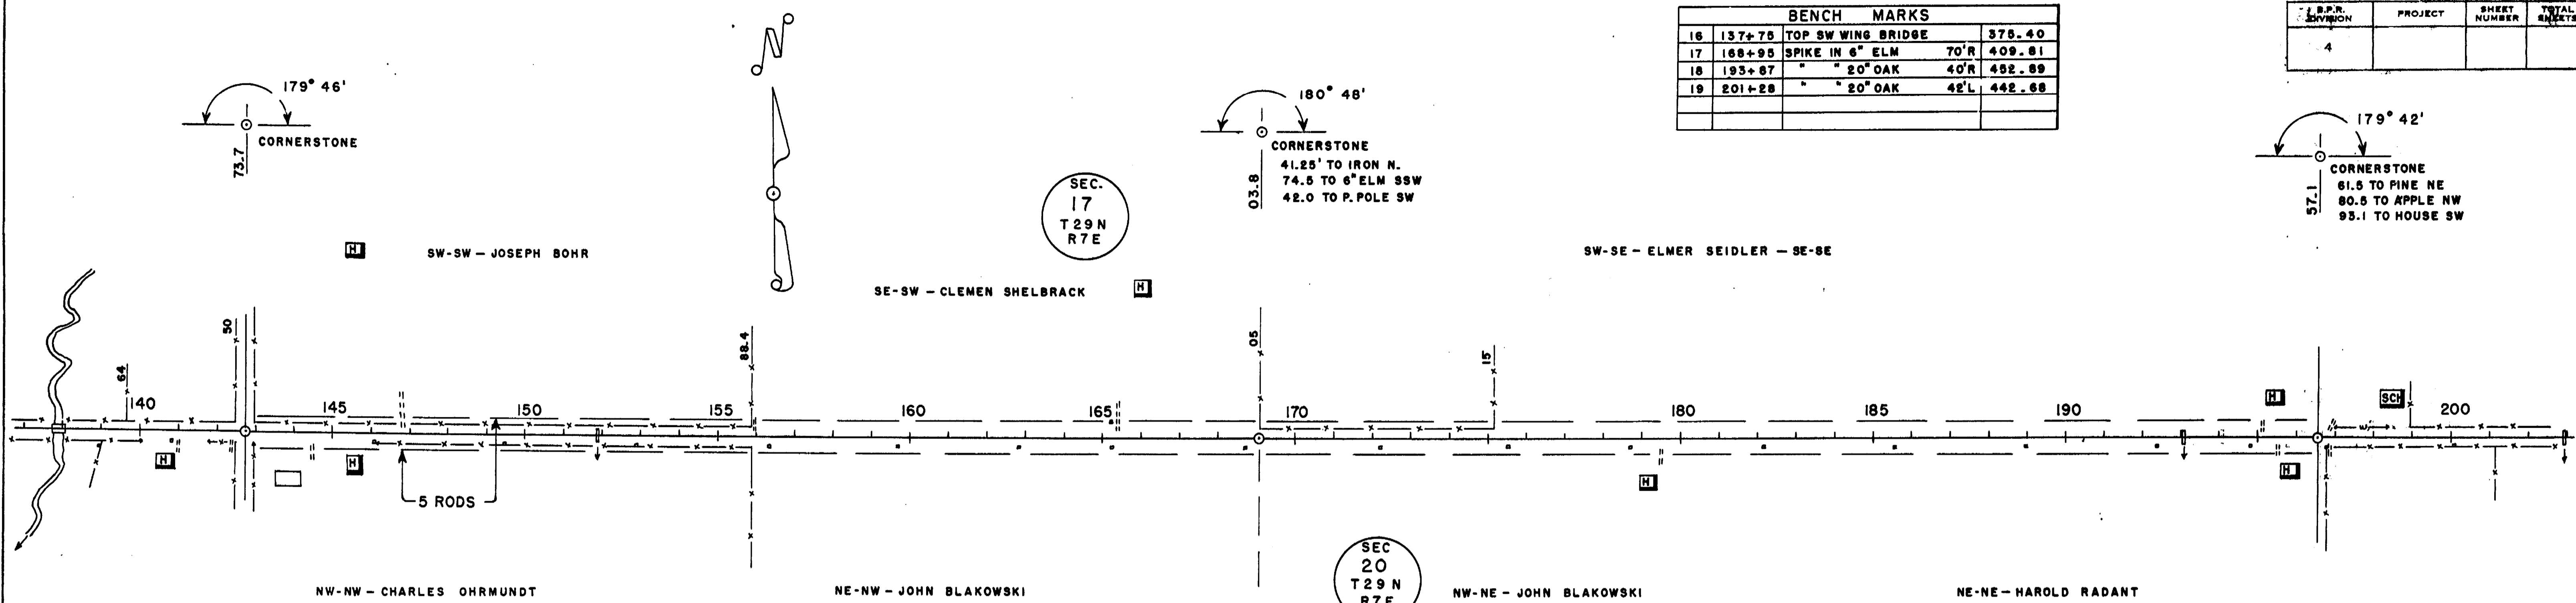 BENCH MARKS
16 137+75 TOP SW WING BRIDGE 375.40
17 168+95 SPIKE IN 6" ELM 70'R 409.81
18 193+67 " " 20" OAK 40'R 452.89
19 201+28 " " 20" OAK 42'L 442.68
B.P.R. DIVISION PROJECT SHEET NUMBER TOTAL SHEETS
4
N
179° 46'
CORNERSTONE
73.7
180° 48'
CORNERSTONE
41.25' TO IRON N.
74.5 TO 6" ELM SSW
42.0 TO P. POLE SW
03.8
179° 42'
CORNERSTONE
61.5 TO PINE NE
80.5 TO APPLE NW
93.1 TO HOUSE SW
57.1
SEC.
17
T29N
R7E
H SW-SW – JOSEPH BOHR
SW-SE – ELMER SEIDLER – SE-SE
SE-SW – CLEMEN SHELBRACK H
64 50 88.4 05 15
H SCH
140 145 150 155 160 165 170 180 185 190 200
H H H H
5 RODS
SEC
20
T29N
R7E
NW-NW – CHARLES OHRMUNDT NE-NW – JOHN BLAKOWSKI NW-NE – JOHN BLAKOWSKI NE-NE – HAROLD RADANT